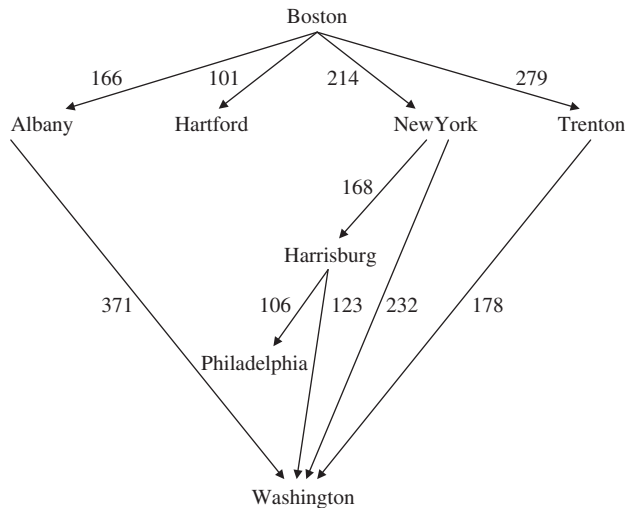 Boston
166 101 214 279
Albany Hartford NewYork Trenton
168
Harrisburg
371 106 123 232 178
Philadelphia
Washington